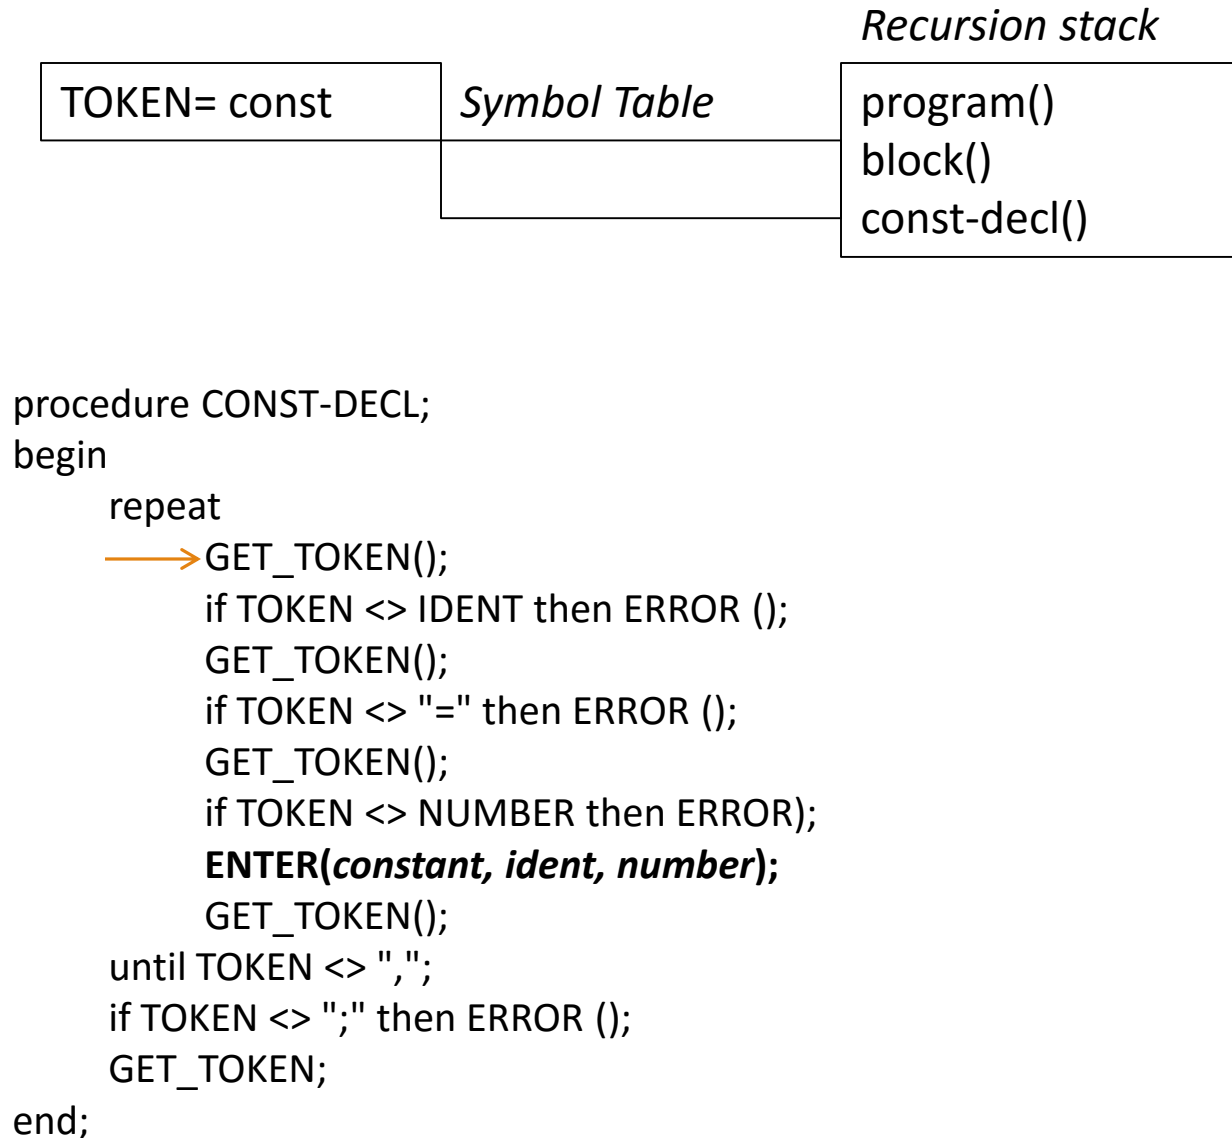 Recursion stack
TOKEN= const
Symbol Table
program()
block()
const-decl()
procedure CONST-DECL;
begin
repeat
GET_TOKEN();
if TOKEN <> IDENT then ERROR ();
GET_TOKEN();
if TOKEN <> "=" then ERROR ();
GET_TOKEN();
if TOKEN <> NUMBER then ERROR);
ENTER(constant, ident, number);
GET_TOKEN();
until TOKEN <> ",";
if TOKEN <> ";" then ERROR ();
GET_TOKEN;
end;